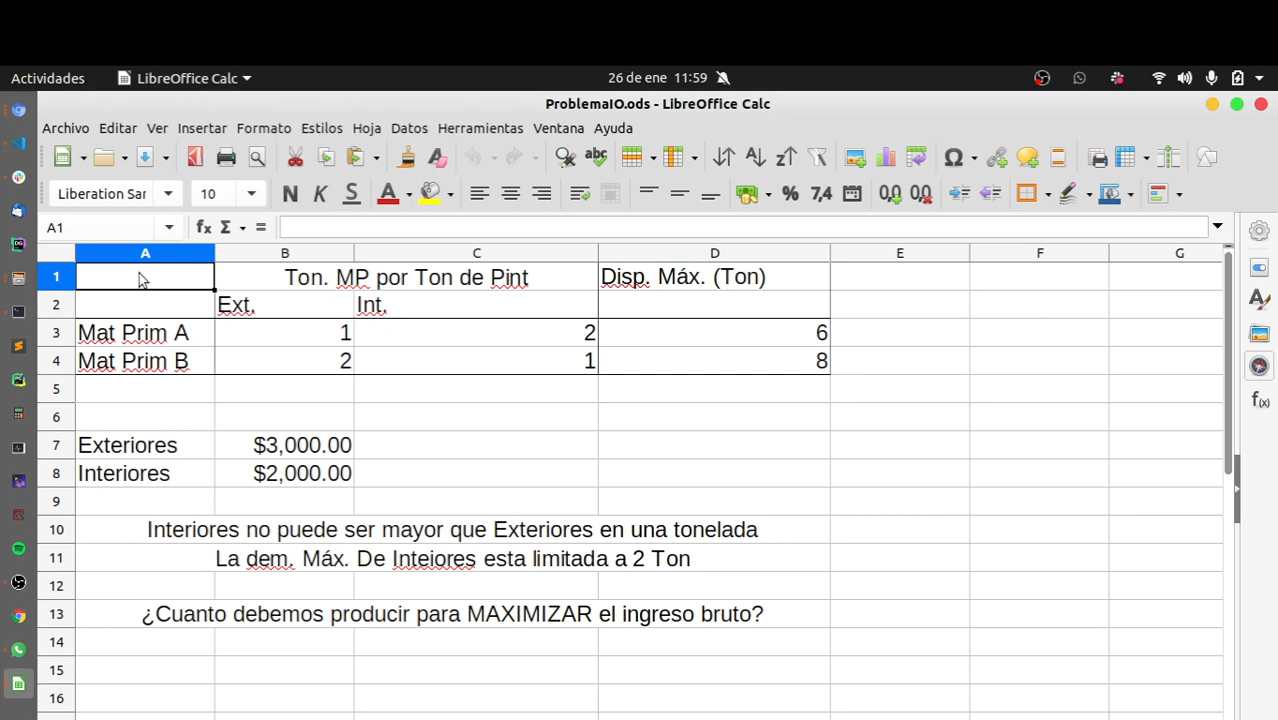 Actividades LibreOffice Calc 26 de ene 11:59
ProblemaIO.ods - LibreOffice Calc
Archivo Editar Ver Insertar Formato Estilos Hoja Datos Herramientas Ventana Ayuda
Liberation Sar 10 N K S A % 7,4
A1 fx Σ =
A B C D E F G
1 Ton. MP por Ton de Pint Disp. Máx. (Ton)
2 Ext. Int.
3 Mat Prim A 1 2 6
4 Mat Prim B 2 1 8
5
6
7 Exteriores $3,000.00
8 Interiores $2,000.00
9
10 Interiores no puede ser mayor que Exteriores en una tonelada
11 La dem. Máx. De Inteiores esta limitada a 2 Ton
12
13 ¿Cuanto debemos producir para MAXIMIZAR el ingreso bruto?
14
15
16